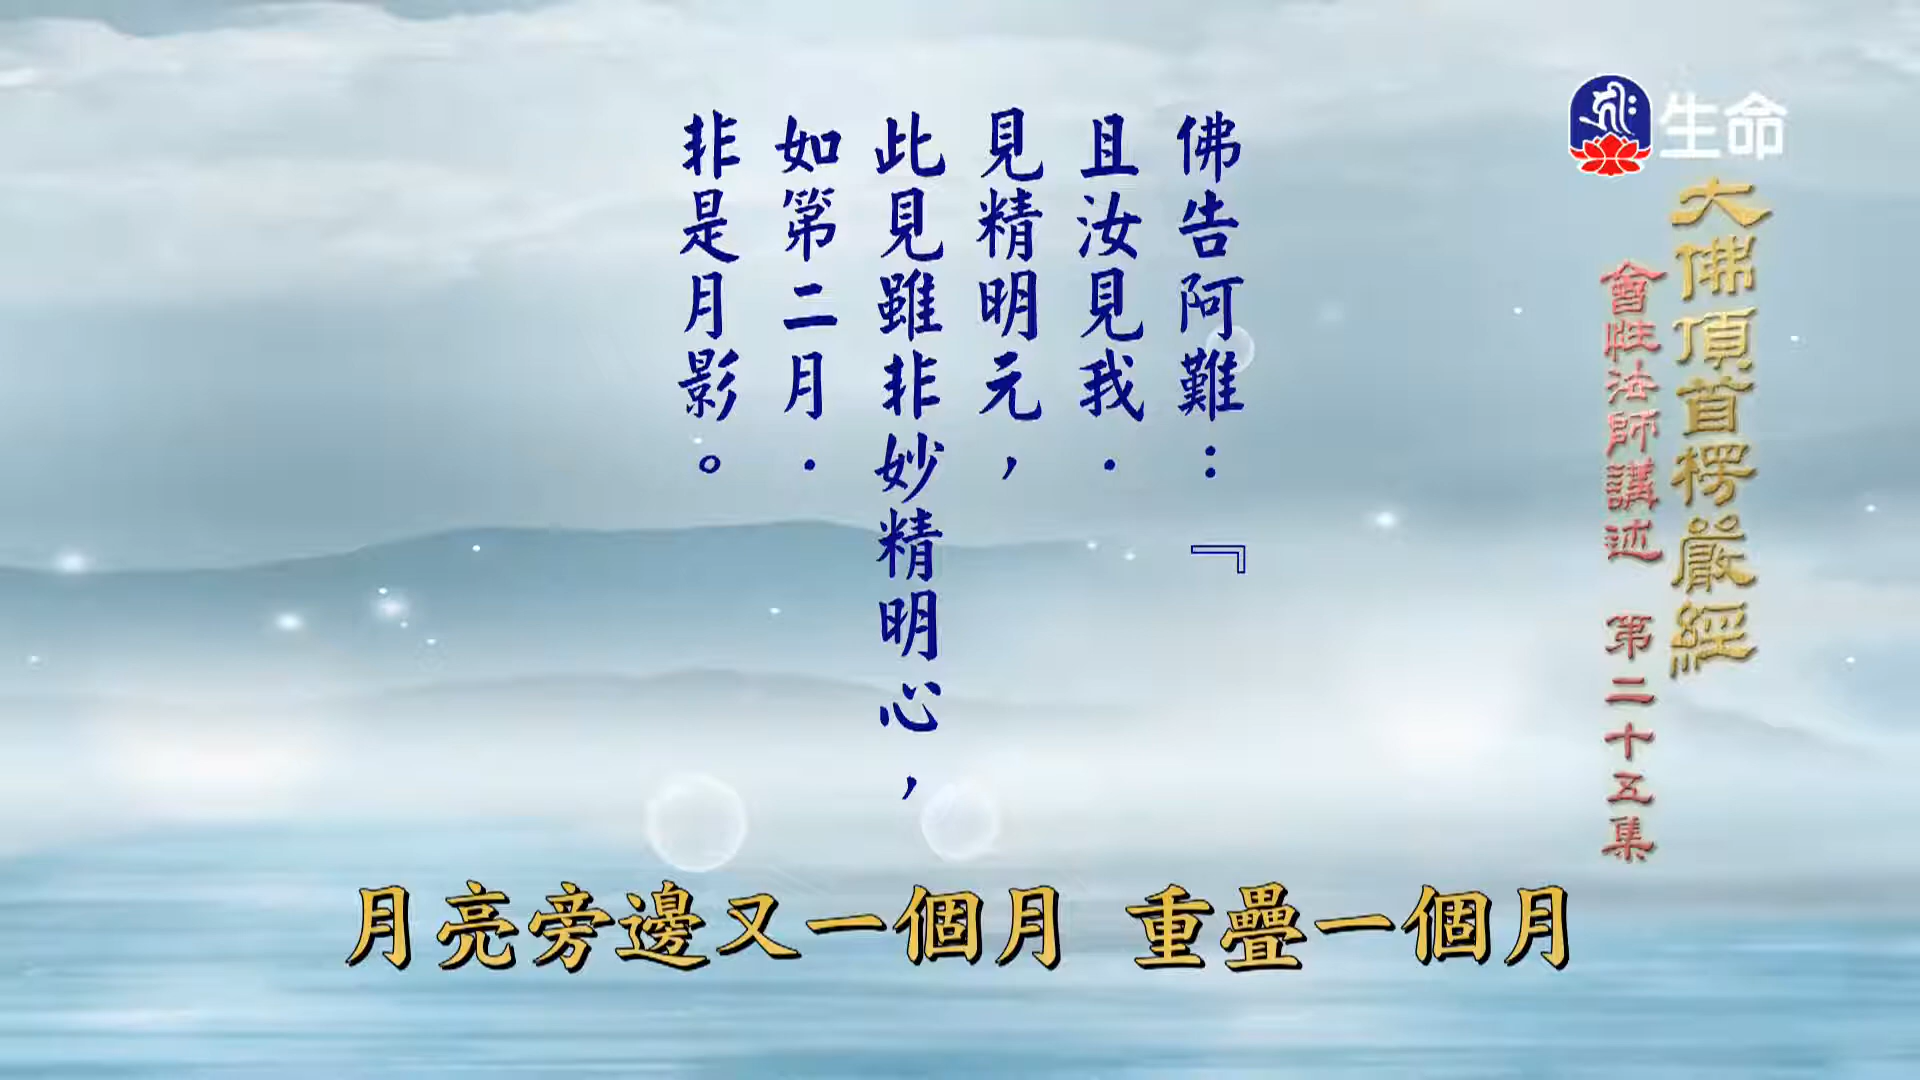 生命
大佛頂首楞嚴經
會性法師講述 第二十五集
佛告阿難：『
且汝見我．
見精明元，
此見雖非妙精明心，
如第二月．
非是月影。
月亮旁邊又一個月 重疊一個月